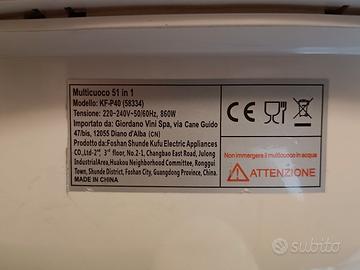 Multicuoco 51 in 1
Modello: KF-P40 (58334)
Tensione: 220-240V~50/60Hz, 860W
Importato da: Giordano Vini Spa, via Cane Guido
47/bis, 12055 Diano d'Alba (CN)
Prodotto da:Foshan Shunde Kufu Electric Appliances
CO.,LTD-2nd, 3rd floor, No.2-1, Changbao East Road, Julong
IndustrialArea,Huakou Neighborhood Committee, Ronggui
Town, Shunde District, Foshan City, Guangdong Province, China.
MADE IN CHINA
CE
Non immergere il multicuoco in acqua
ATTENZIONE
subito